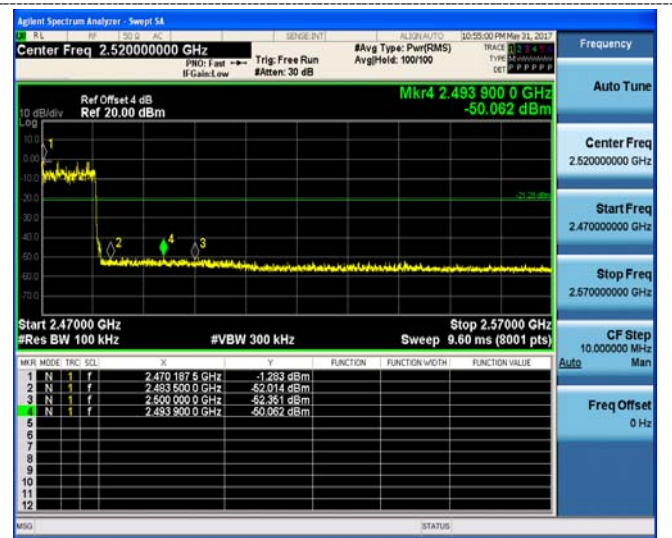 Agilent Spectrum Analyzer - Swept SA
RL RF 50 Ω AC SENSE:INT ALIGN AUTO 10:55:00 PM May 31, 2017
Center Freq 2.520000000 GHz
PNO: Fast Trig: Free Run #Avg Type: Pwr(RMS) TRACE 1 2 3 4 5 6
IFGain:Low #Atten: 30 dB Avg|Hold: 100/100 TYPE
DET P P P P P P
Ref Offset 4 dB Mkr4 2.493 900 0 GHz
10 dB/div Ref 20.00 dBm -50.062 dBm
Log
10.0
0.00
-10.0
-20.0
-30.0
-40.0
-50.0
-60.0
-70.0
1
2
4
3
-21.28 dBm
Start 2.47000 GHz Stop 2.57000 GHz
#Res BW 100 kHz #VBW 300 kHz Sweep 9.60 ms (8001 pts)
MKR MODE TRC SCL X Y FUNCTION FUNCTION WIDTH FUNCTION VALUE
1 N 1 f 2.470 187 5 GHz -1.283 dBm
2 N 1 f 2.483 500 0 GHz -52.014 dBm
3 N 1 f 2.500 000 0 GHz -52.351 dBm
4 N 1 f 2.493 900 0 GHz -50.062 dBm
5
6
7
8
9
10
11
12
MSG STATUS
Frequency
Auto Tune
Center Freq
2.520000000 GHz
Start Freq
2.470000000 GHz
Stop Freq
2.570000000 GHz
CF Step
10.000000 MHz
Auto Man
Freq Offset
0 Hz